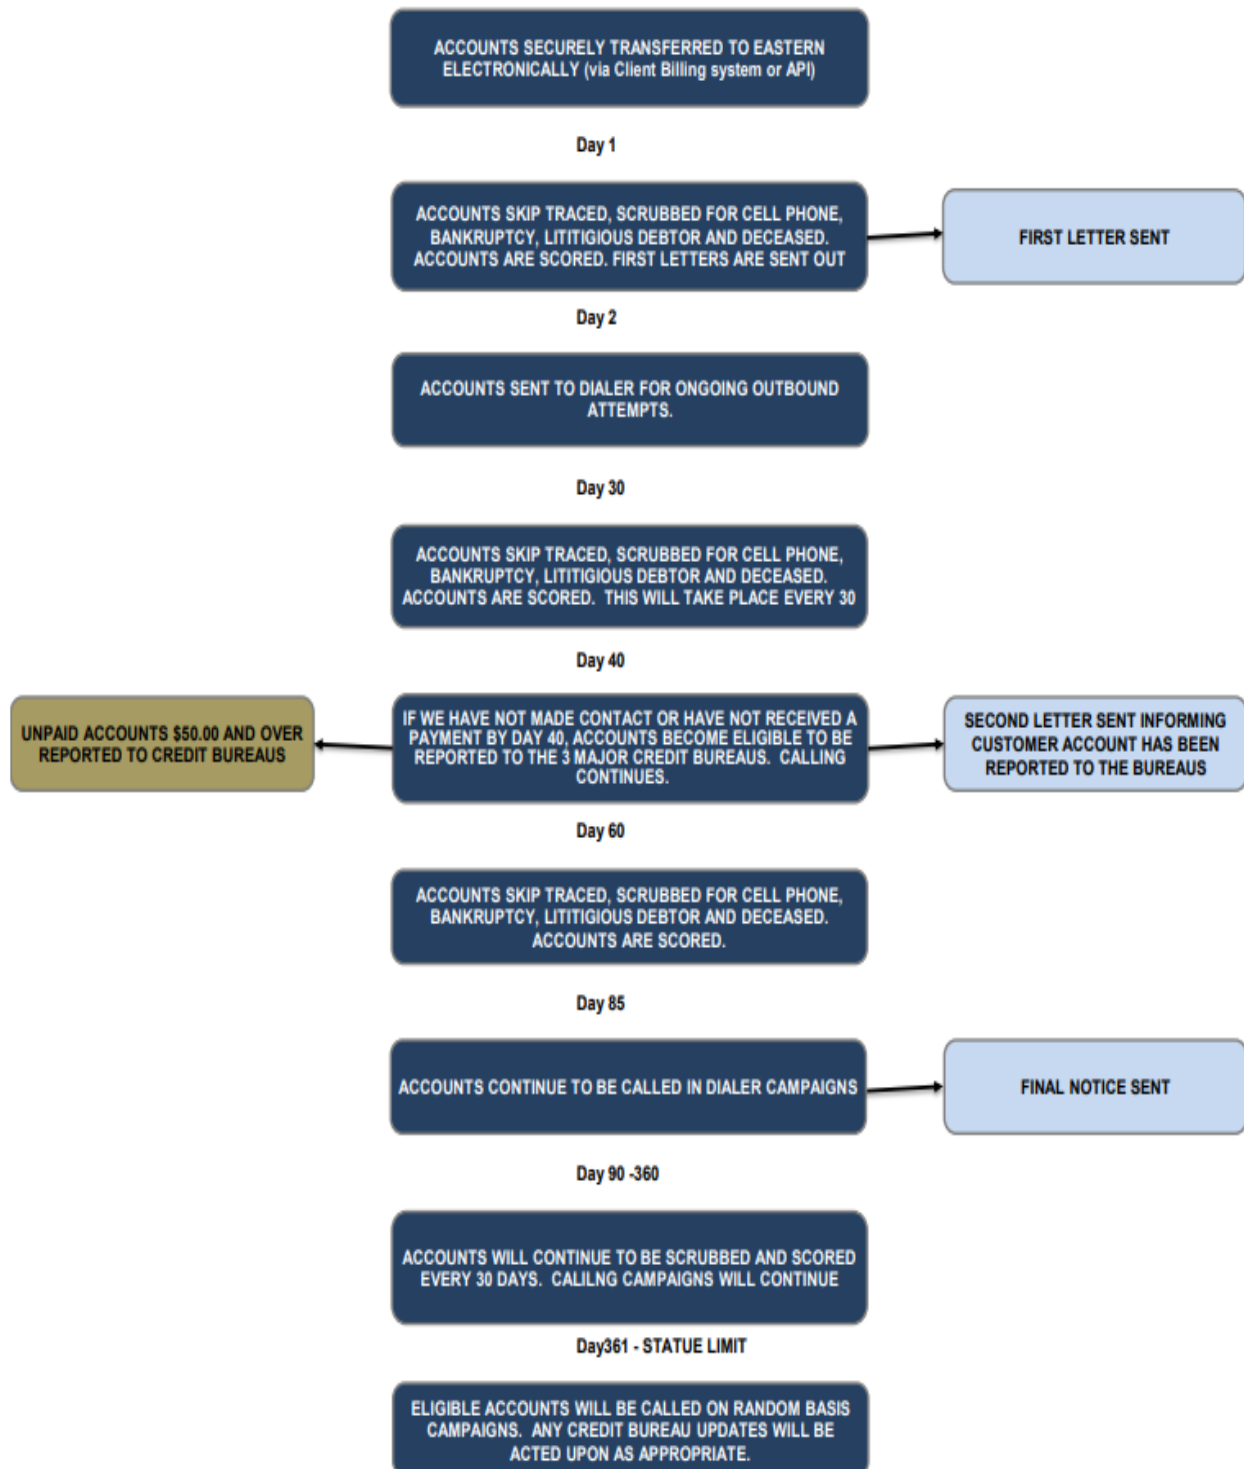 ACCOUNTS SECURELY TRANSFERRED TO EASTERN
ELECTRONICALLY (via Client Billing system or API)
Day 1
ACCOUNTS SKIP TRACED, SCRUBBED FOR CELL PHONE,
BANKRUPTCY, LITITIGIOUS DEBTOR AND DECEASED.
ACCOUNTS ARE SCORED. FIRST LETTERS ARE SENT OUT
FIRST LETTER SENT
Day 2
ACCOUNTS SENT TO DIALER FOR ONGOING OUTBOUND
ATTEMPTS.
Day 30
ACCOUNTS SKIP TRACED, SCRUBBED FOR CELL PHONE,
BANKRUPTCY, LITITIGIOUS DEBTOR AND DECEASED.
ACCOUNTS ARE SCORED. THIS WILL TAKE PLACE EVERY 30
Day 40
UNPAID ACCOUNTS $50.00 AND OVER
REPORTED TO CREDIT BUREAUS
IF WE HAVE NOT MADE CONTACT OR HAVE NOT RECEIVED A
PAYMENT BY DAY 40, ACCOUNTS BECOME ELIGIBLE TO BE
REPORTED TO THE 3 MAJOR CREDIT BUREAUS. CALLING
CONTINUES.
SECOND LETTER SENT INFORMING
CUSTOMER ACCOUNT HAS BEEN
REPORTED TO THE BUREAUS
Day 60
ACCOUNTS SKIP TRACED, SCRUBBED FOR CELL PHONE,
BANKRUPTCY, LITITIGIOUS DEBTOR AND DECEASED.
ACCOUNTS ARE SCORED.
Day 85
ACCOUNTS CONTINUE TO BE CALLED IN DIALER CAMPAIGNS
FINAL NOTICE SENT
Day 90 -360
ACCOUNTS WILL CONTINUE TO BE SCRUBBED AND SCORED
EVERY 30 DAYS. CALILNG CAMPAIGNS WILL CONTINUE
Day361 - STATUE LIMIT
ELIGIBLE ACCOUNTS WILL BE CALLED ON RANDOM BASIS
CAMPAIGNS. ANY CREDIT BUREAU UPDATES WILL BE
ACTED UPON AS APPROPRIATE.